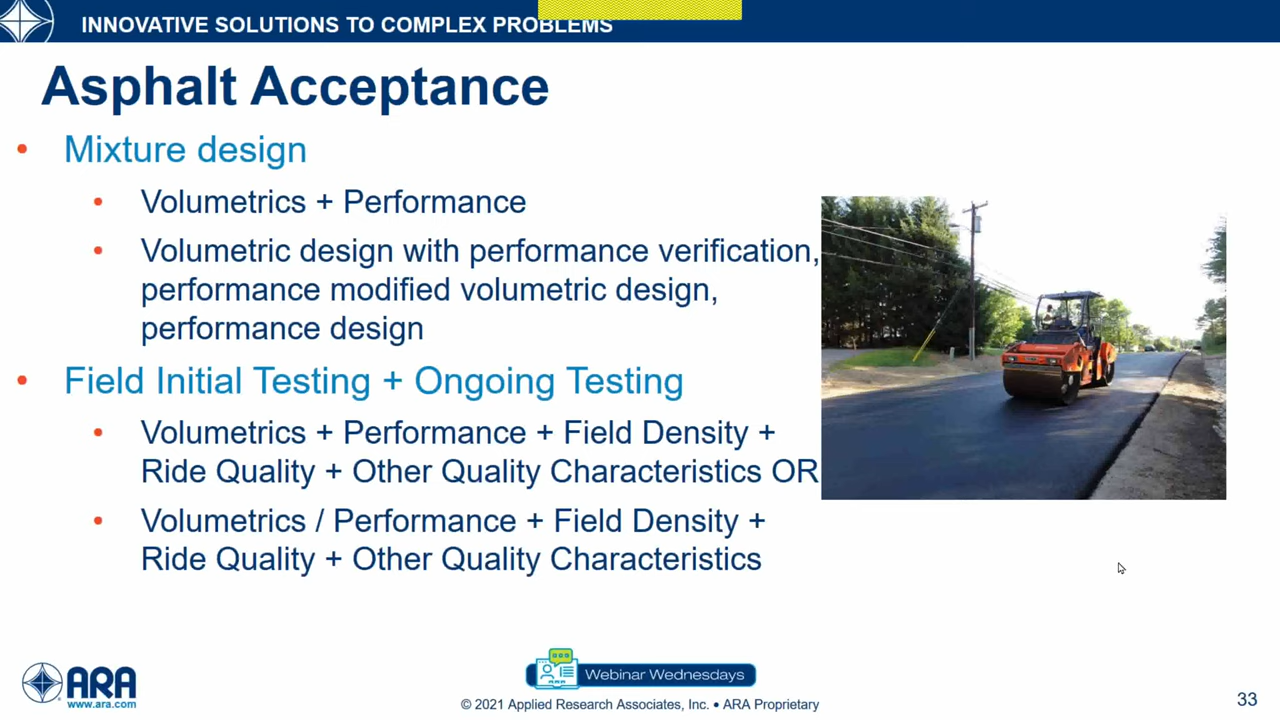 INNOVATIVE SOLUTIONS TO COMPLEX PROBLEMS
Asphalt Acceptance
• Mixture design
• Volumetrics + Performance
• Volumetric design with performance verification,
performance modified volumetric design,
performance design
• Field Initial Testing + Ongoing Testing
• Volumetrics + Performance + Field Density +
Ride Quality + Other Quality Characteristics OR
• Volumetrics / Performance + Field Density +
Ride Quality + Other Quality Characteristics
ARA
www.ara.com
Webinar Wednesdays
© 2021 Applied Research Associates, Inc. • ARA Proprietary
33